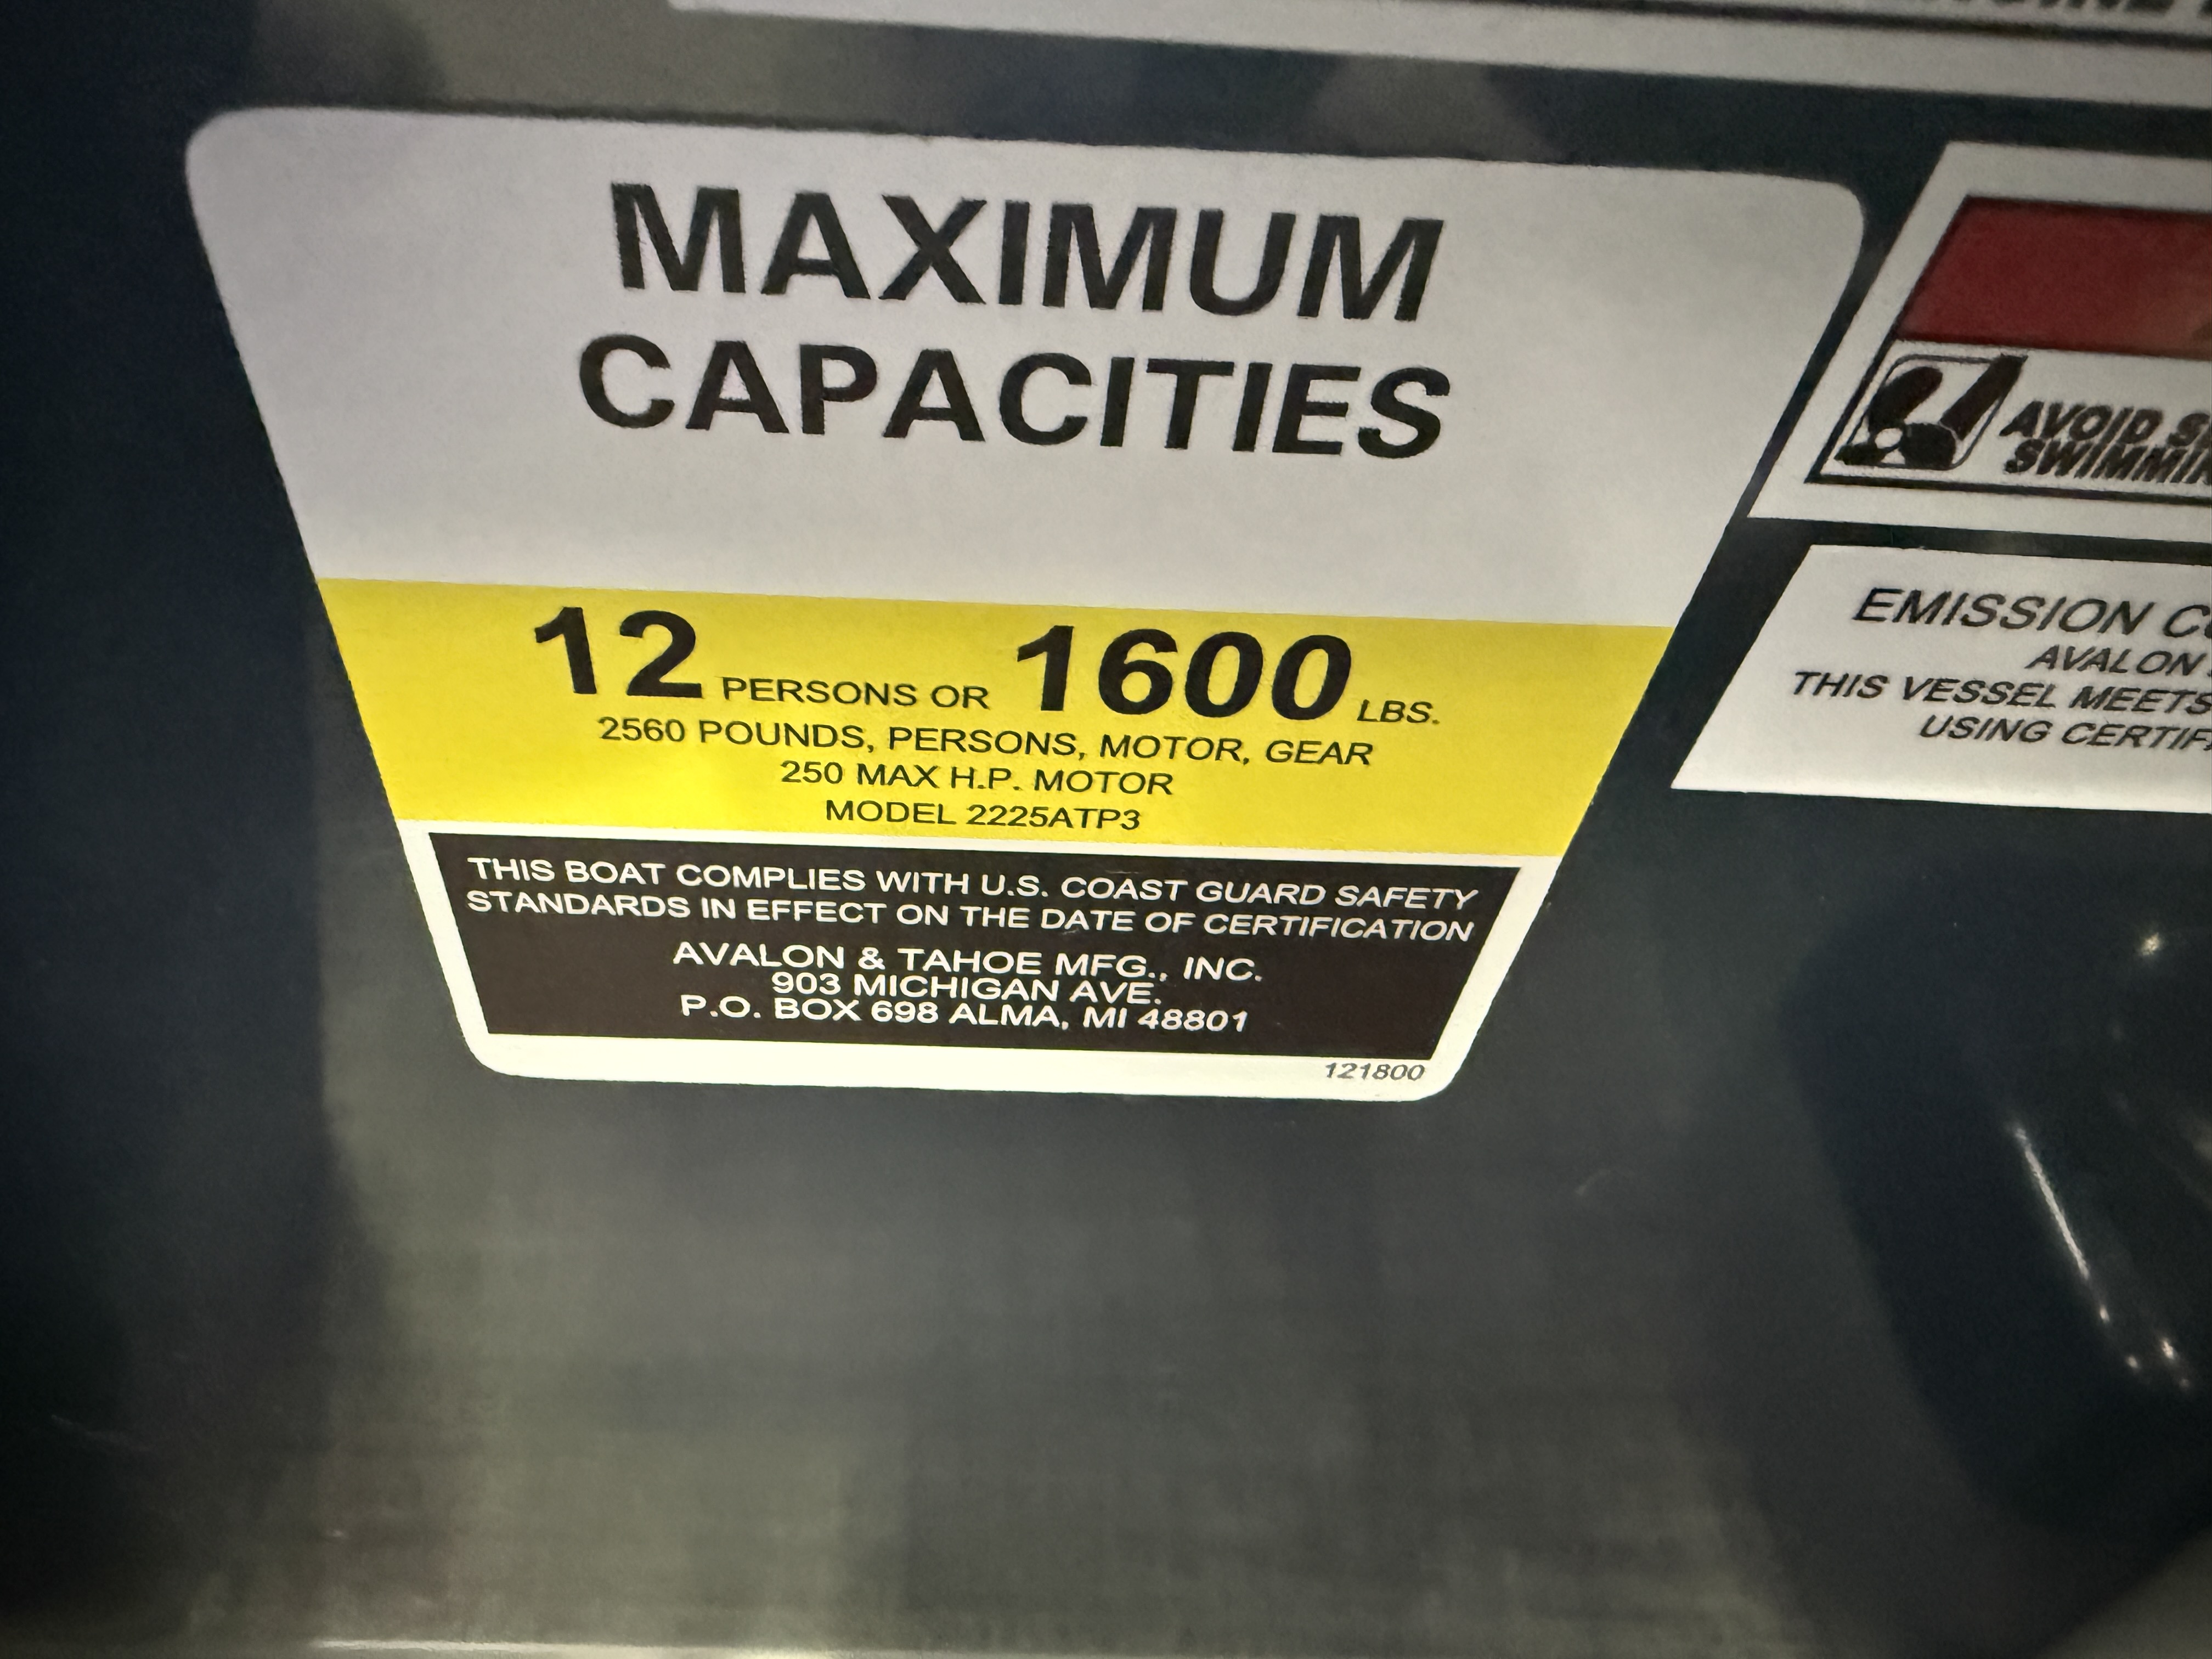 MAXIMUM
CAPACITIES
12 PERSONS OR 1600 LBS.
2560 POUNDS, PERSONS, MOTOR, GEAR
250 MAX H.P. MOTOR
MODEL 2225ATP3
THIS BOAT COMPLIES WITH U.S. COAST GUARD SAFETY
STANDARDS IN EFFECT ON THE DATE OF CERTIFICATION
AVALON & TAHOE MFG., INC.
903 MICHIGAN AVE.
P.O. BOX 698 ALMA, MI 48801
121800
AVOID
EMISSION
AVALON
THIS VESSEL MEETS
USING